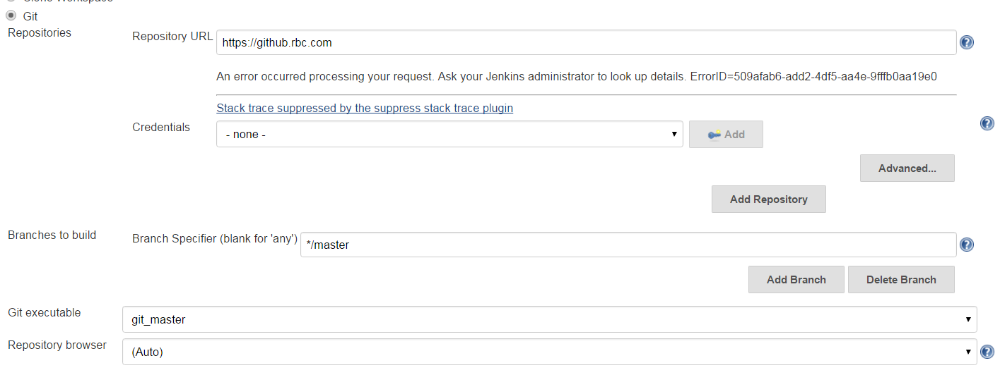 Clone Workspace
Git
Repositories
Repository URL
https://github.rbc.com
An error occurred processing your request. Ask your Jenkins administrator to look up details. ErrorID=509afab6-add2-4df5-aa4e-9fffb0aa19e0
Stack trace suppressed by the suppress stack trace plugin
Credentials
- none -
Add
Advanced...
Add Repository
Branches to build
Branch Specifier (blank for 'any')
*/master
Add Branch
Delete Branch
Git executable
git_master
Repository browser
(Auto)